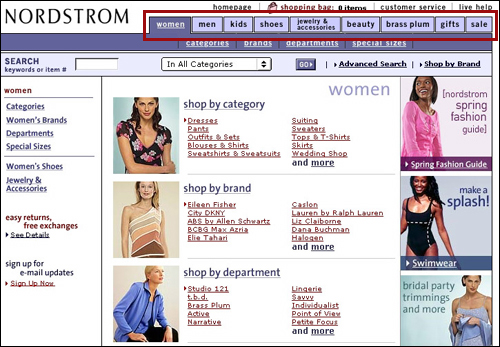 NORDSTROM
homepage | shopping bag: 0 items | customer service | live help
women men kids shoes jewelry & accessories beauty brass plum gifts sale
categories | brands | departments | special sizes
SEARCH
keywords or item #
In All Categories
GO
| Advanced Search | Shop by Brand
women
Categories
Women's Brands
Departments
Special Sizes
Women's Shoes
Jewelry &
Accessories
easy returns,
free exchanges
See Details
sign up for
e-mail updates
Sign Up Now
women
shop by category
Dresses
Pants
Outfits & Sets
Blouses & Shirts
Sweatshirts & Sweatsuits
Suiting
Sweaters
Tops & T-Shirts
Skirts
Wedding Shop
and more
shop by brand
Eileen Fisher
City DKNY
ABS by Allen Schwartz
BCBG Max Azria
Elie Tahari
Caslon
Lauren by Ralph Lauren
Liz Claiborne
Dana Buchman
Halogen
and more
shop by department
Studio 121
t.b.d.
Brass Plum
Active
Narrative
Lingerie
Savvy
Individualist
Point of View
Petite Focus
and more
[nordstrom
spring
fashion
guide]
Spring Fashion Guide
make a
splash!
Swimwear
bridal party
trimmings
and more